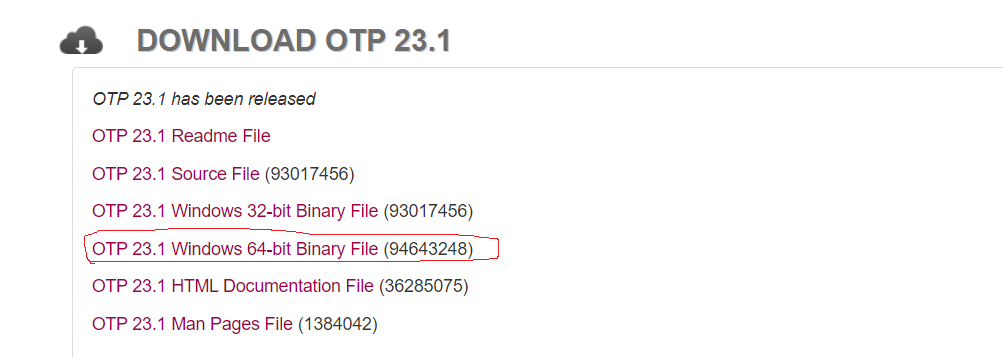 DOWNLOAD OTP 23.1
OTP 23.1 has been released
OTP 23.1 Readme File
OTP 23.1 Source File (93017456)
OTP 23.1 Windows 32-bit Binary File (93017456)
OTP 23.1 Windows 64-bit Binary File (94643248)
OTP 23.1 HTML Documentation File (36285075)
OTP 23.1 Man Pages File (1384042)